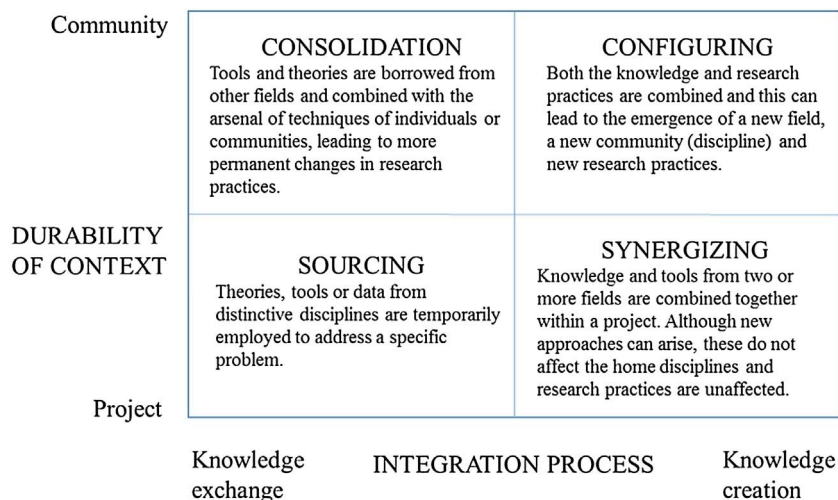 Community
CONSOLIDATION
Tools and theories are borrowed from
other fields and combined with the
arsenal of techniques of individuals or
communities, leading to more
permanent changes in research
practices.
CONFIGURING
Both the knowledge and research
practices are combined and this can
lead to the emergence of a new field,
a new community (discipline) and
new research practices.
DURABILITY
OF CONTEXT
SOURCING
Theories, tools or data from
distinctive disciplines are temporarily
employed to address a specific
problem.
SYNERGIZING
Knowledge and tools from two or
more fields are combined together
within a project. Although new
approaches can arise, these do not
affect the home disciplines and
research practices are unaffected.
Project
Knowledge
exchange
INTEGRATION PROCESS
Knowledge
creation